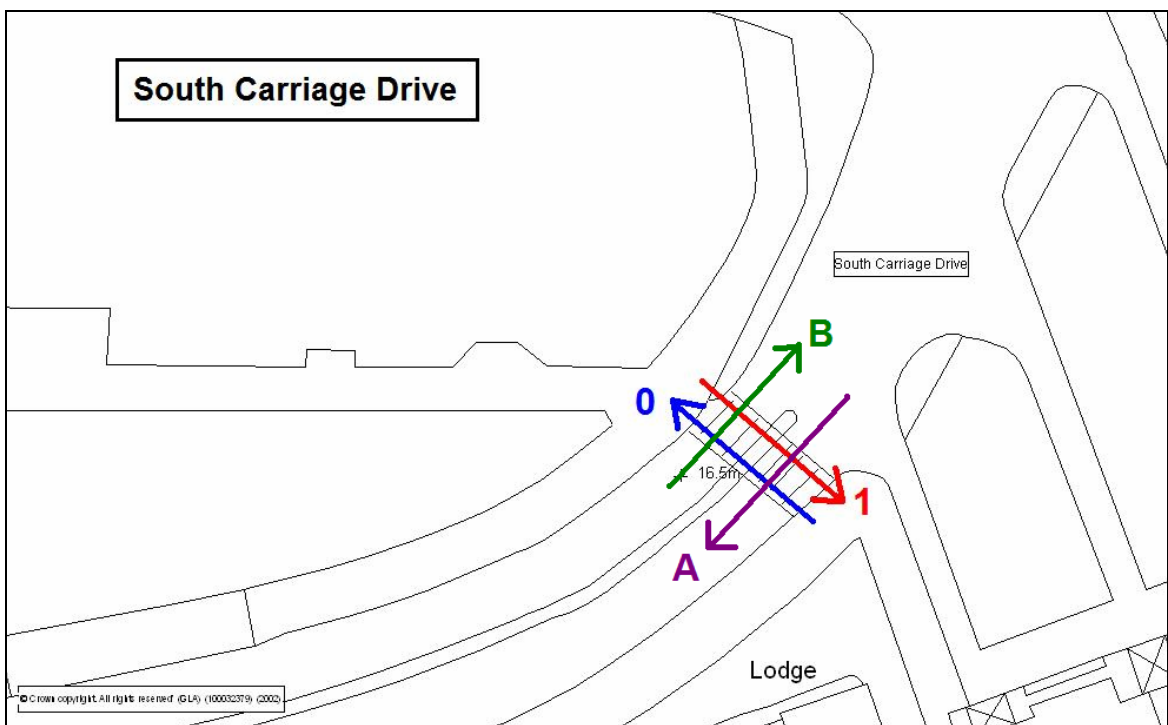 South Carriage Drive
South Carriage Drive
B
0
16.5m
1
A
Lodge
© Crown copyright. All rights reserved (GLA) (100032379) (2002)